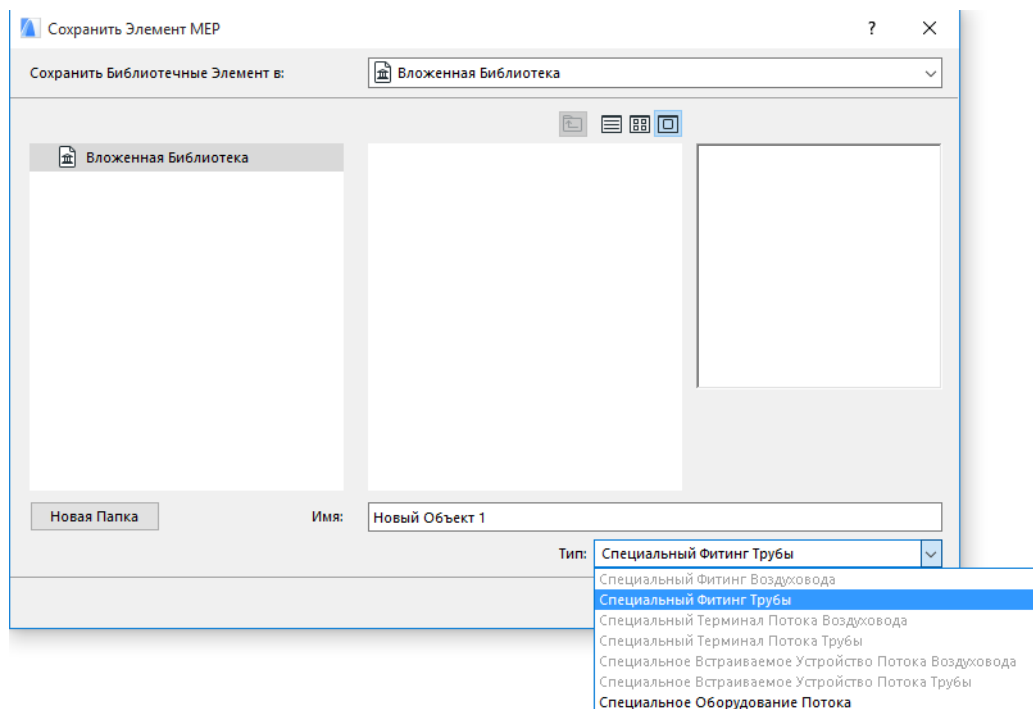 Сохранить Элемент MEP ?
Сохранить Библиотечные Элемент в: Вложенная Библиотека
Вложенная Библиотека
Новая Папка Имя: Новый Объект 1
Тип: Специальный Фитинг Трубы
Специальный Фитинг Воздуховода
Специальный Фитинг Трубы
Специальный Терминал Потока Воздуховода
Специальный Терминал Потока Трубы
Специальное Встраиваемое Устройство Потока Воздуховода
Специальное Встраиваемое Устройство Потока Трубы
Специальное Оборудование Потока